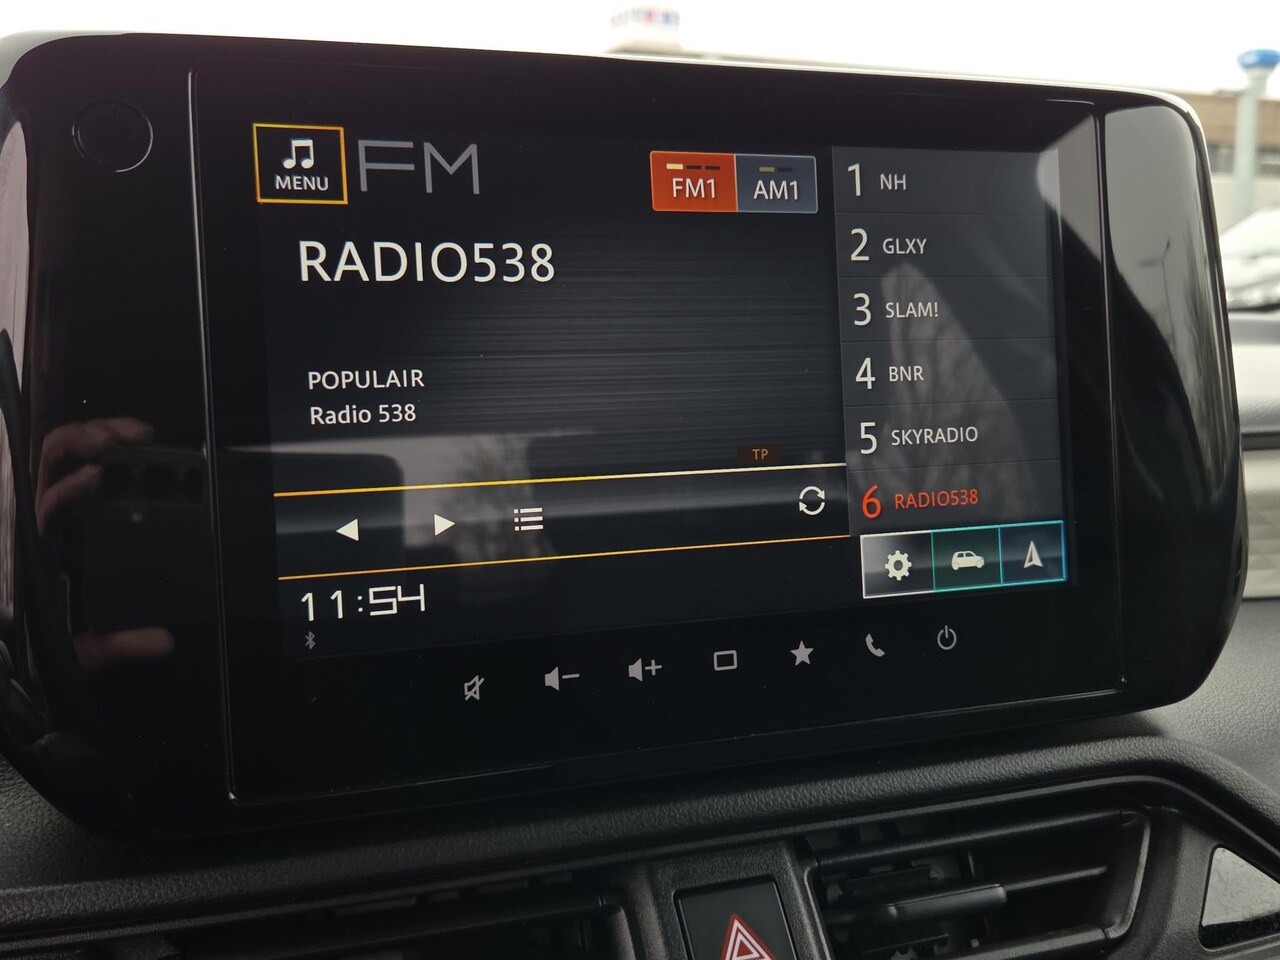 MENU
FM
FM1
AM1
RADIO538
POPULAIR
Radio 538
TP
11:54
1 NH
2 GLXY
3 SLAM!
4 BNR
5 SKYRADIO
6 RADIO538